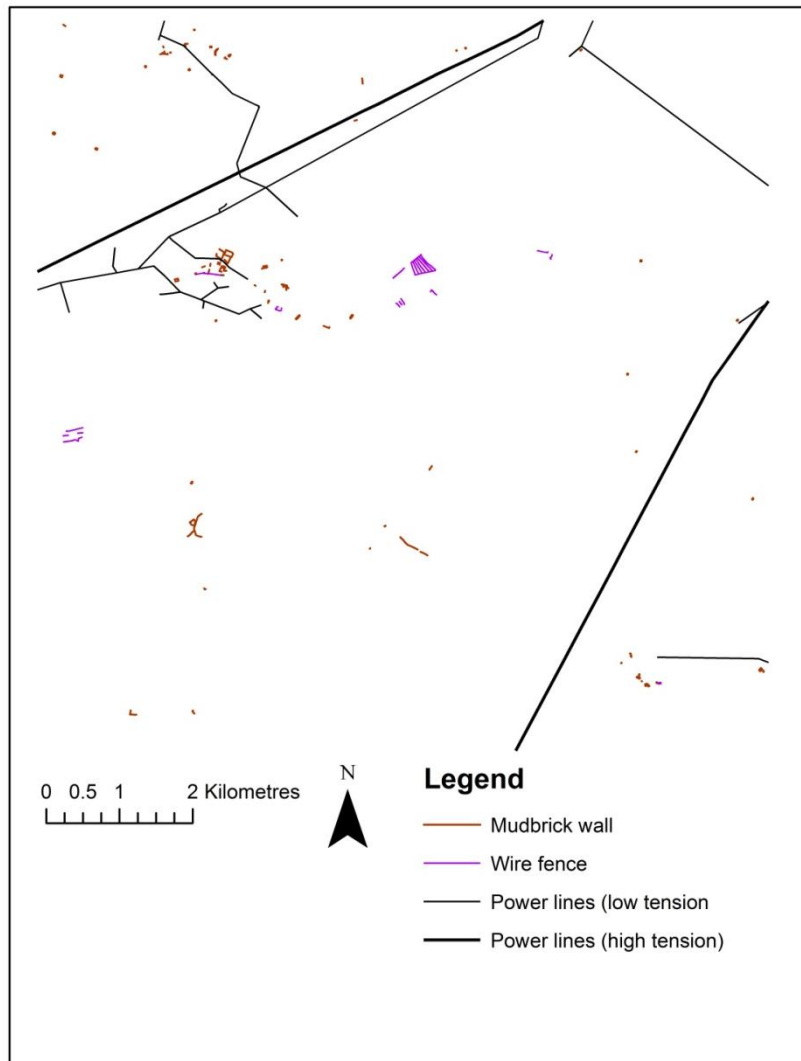 0 0.5 1 2 Kilometres
N
Legend
Mudbrick wall
Wire fence
Power lines (low tension
Power lines (high tension)